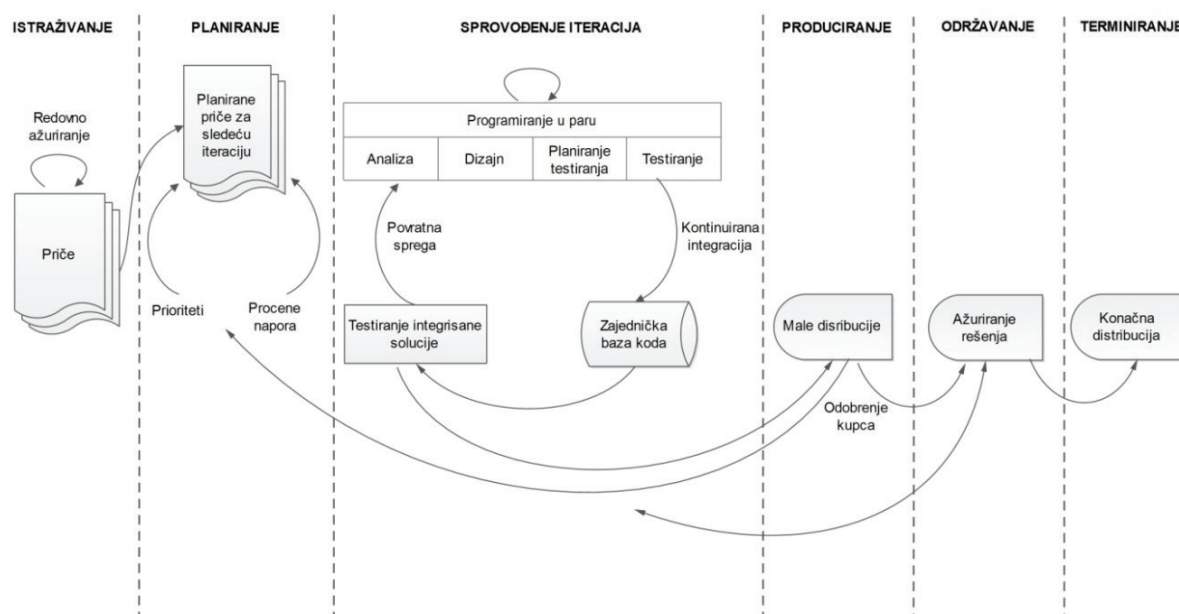 ISTRAŽIVANJE
PLANIRANJE
SPROVOĐENJE ITERACIJA
PRODUCIRANJE
ODRŽAVANJE
TERMINIRANJE
Redovno
ažuriranje
Priče
Planirane
priče za
sledeću
iteraciju
Prioriteti
Procene
napora
Programiranje u paru
Analiza
Dizajn
Planiranje
testiranja
Testiranje
Povratna
sprega
Kontinuirana
integracija
Testiranje integrisane
solucije
Zajednička
baza koda
Male disribucije
Odobrenje
kupca
Ažuriranje
rešenja
Konačna
distribucija